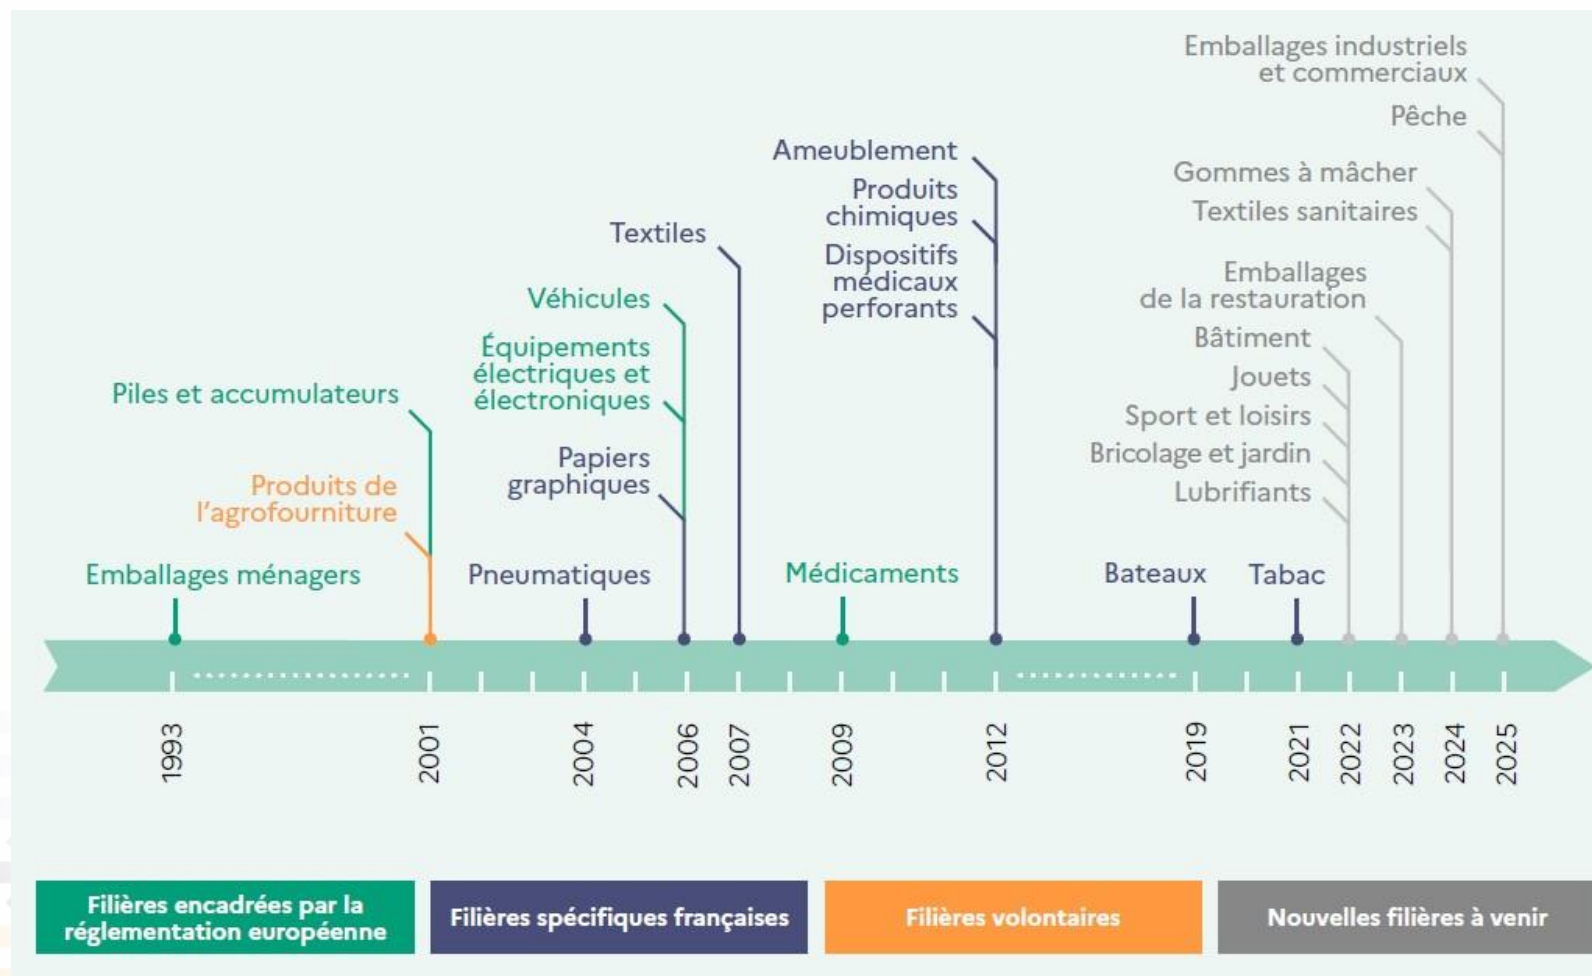 Emballages industriels
et commerciaux
Pêche
Ameublement
Gommes à mâcher
Produits
chimiques
Textiles sanitaires
Textiles
Dispositifs
médicaux
perforants
Emballages
de la restauration
Véhicules
Bâtiment
Équipements
électriques et
électroniques
Jouets
Piles et accumulateurs
Sport et loisirs
Papiers
graphiques
Bricolage et jardin
Produits de
l'agrofourniture
Lubrifiants
Emballages ménagers
Pneumatiques
Médicaments
Bateaux
Tabac
1993
2001
2004
2006
2007
2009
2012
2019
2021
2022
2023
2024
2025
Filières encadrées par la
réglementation européenne
Filières spécifiques françaises
Filières volontaires
Nouvelles filières à venir